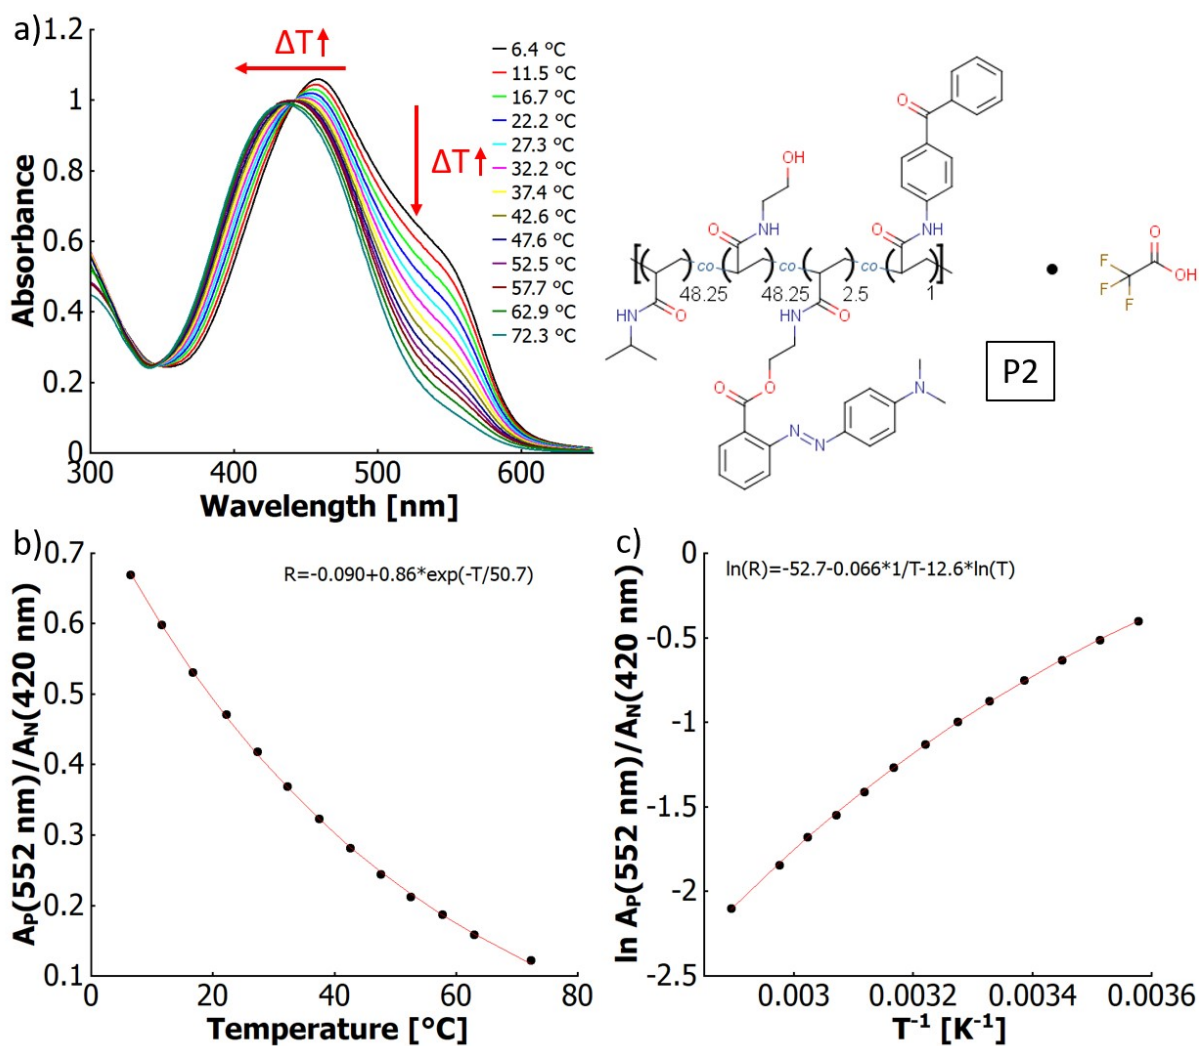 a)
1.2
1
0.8
0.6
0.4
0.2
0
Absorbance
300
400
500
600
Wavelength [nm]
ΔT
ΔT
6.4 °C
11.5 °C
16.7 °C
22.2 °C
27.3 °C
32.2 °C
37.4 °C
42.6 °C
47.6 °C
52.5 °C
57.7 °C
62.9 °C
72.3 °C
O
OH
O
NH
O
NH
[( )48.25 co ( )48.25 co ( )2.5 co ( )1]
HN
O
HN
O
O
O
N
N
N
F
F
F
O
OH
P2
b)
0.7
0.6
0.5
0.4
0.3
0.2
0.1
AP(552 nm)/AN(420 nm)
R=-0.090+0.86*exp(-T/50.7)
0
20
40
60
80
Temperature [°C]
c)
0
-0.5
-1
-1.5
-2
-2.5
ln AP(552 nm)/AN(420 nm)
ln(R)=-52.7-0.066*1/T-12.6*ln(T)
0.003
0.0032
0.0034
0.0036
T-1 [K-1]